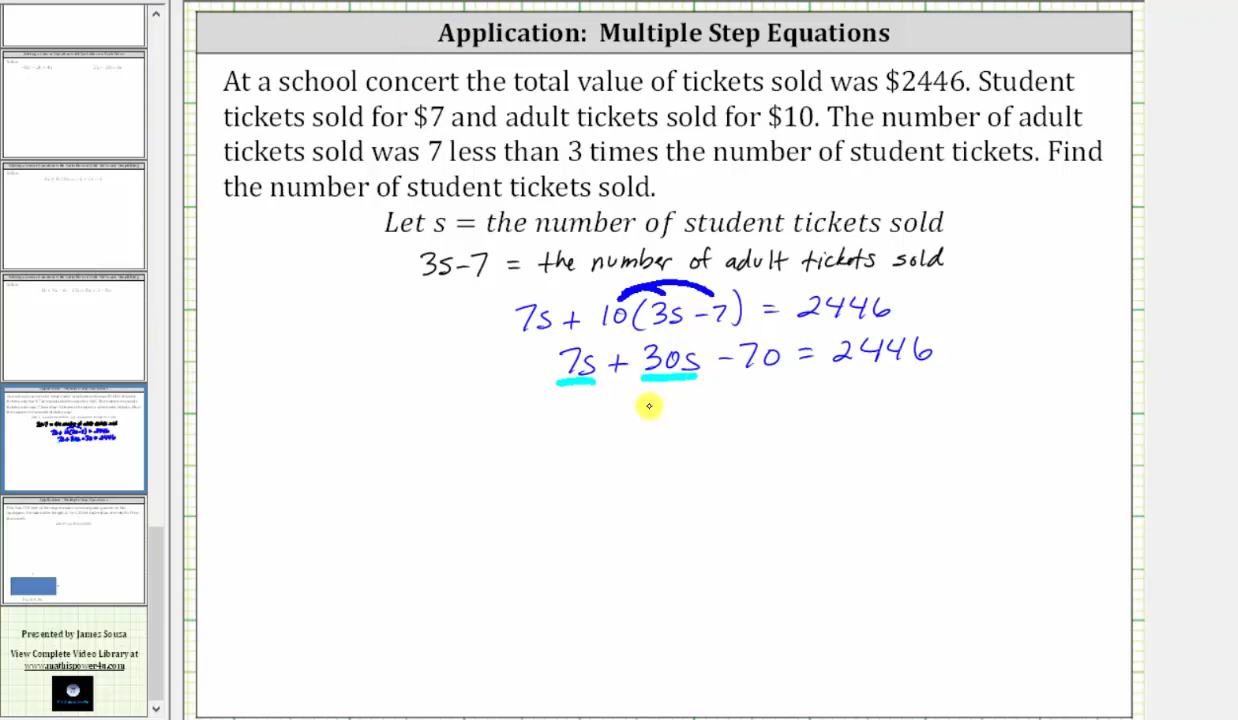 Application: Multiple Step Equations
At a school concert the total value of tickets sold was $2446. Student
tickets sold for $7 and adult tickets sold for $10. The number of adult
tickets sold was 7 less than 3 times the number of student tickets. Find
the number of student tickets sold.
Let s = the number of student tickets sold
3s-7 = the number of adult tickets sold
7s + 10(3s-7) = 2446
7s + 30s -70 = 2446
Presented by James Sousa
View Complete Video Library at
www.mathispower4u.com